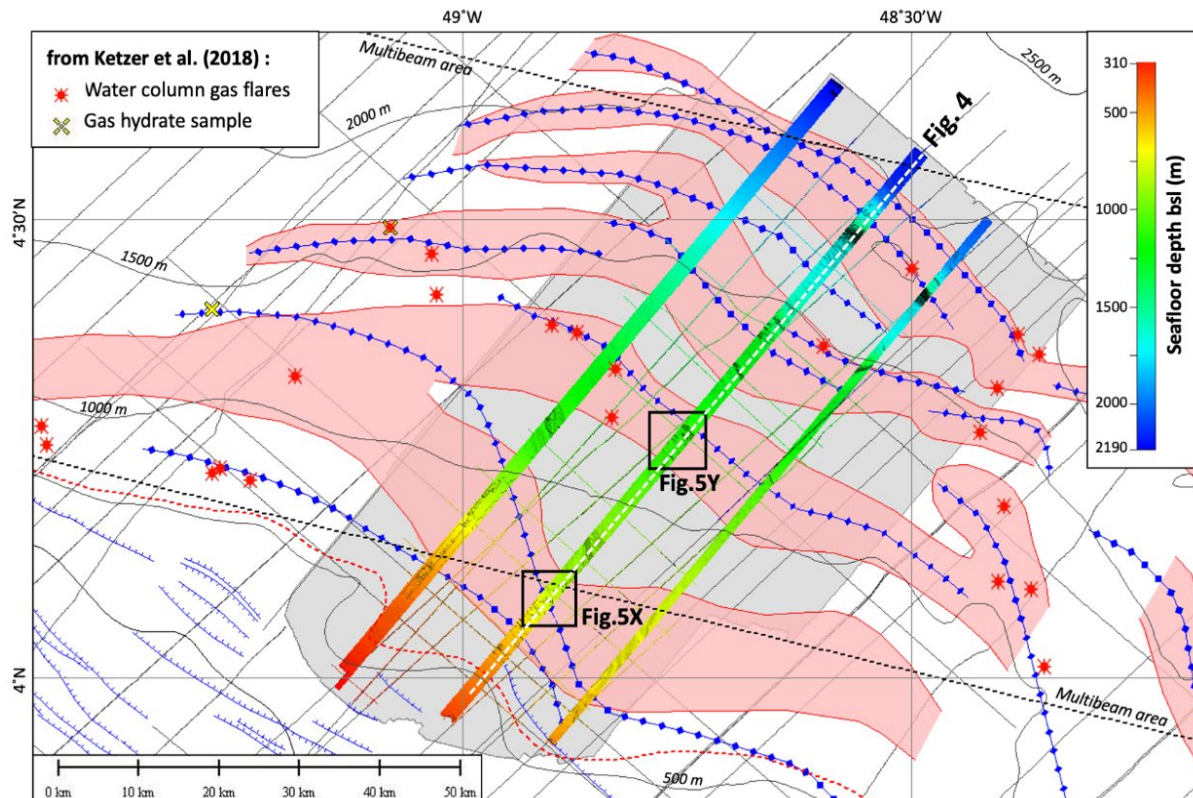 49°W
48°30'W
from Ketzer et al. (2018) :
Water column gas flares
Gas hydrate sample
Multibeam area
2500 m
2000 m
Fig. 4
310
500
1000
1500
2000
2190
Seafloor depth bsl (m)
4°30'N
1500 m
1000 m
Fig.5Y
Fig.5X
4°N
Multibeam area
500 m
0 km
10 km
20 km
30 km
40 km
50 km